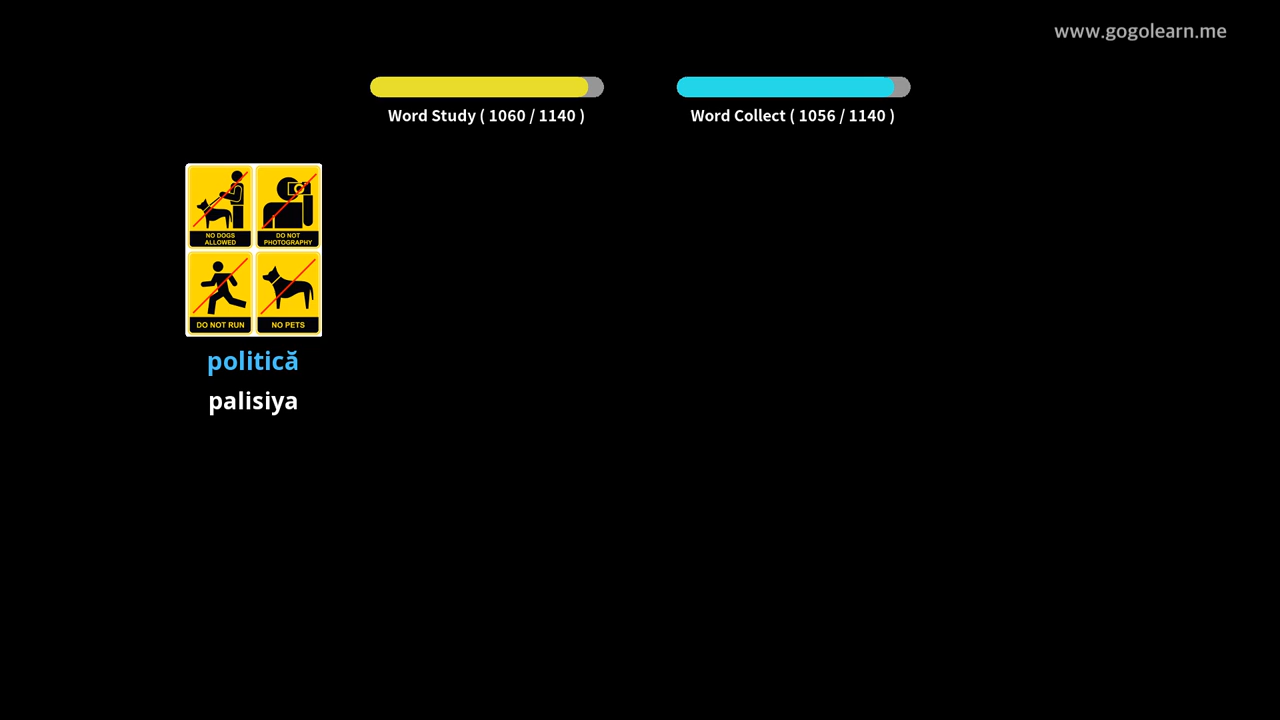 www.gogolearn.me
Word Study ( 1060 / 1140 )
Word Collect ( 1056 / 1140 )
NO DOGS
ALLOWED
DO NOT
PHOTOGRAPHY
DO NOT RUN
NO PETS
politică
palisiya